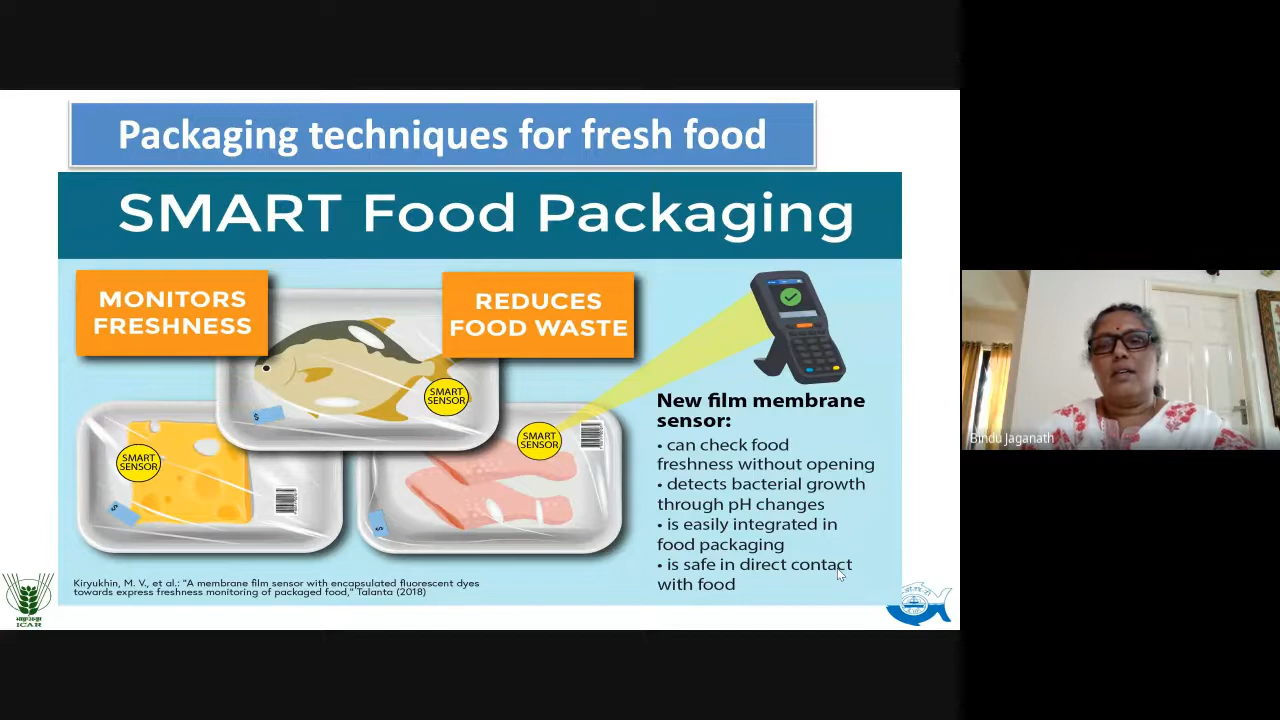 Packaging techniques for fresh food
SMART Food Packaging
MONITORS
FRESHNESS
REDUCES
FOOD WASTE
SMART
SENSOR
$
SMART
SENSOR
$
SMART
SENSOR
$
New film membrane
sensor:
• can check food
freshness without opening
• detects bacterial growth
through pH changes
• is easily integrated in
food packaging
• is safe in direct contact
with food
Kiryukhin, M. V., et al.: "A membrane film sensor with encapsulated fluorescent dyes
towards express freshness monitoring of packaged food," Talanta (2018)
ICAR
Bindu Jaganath